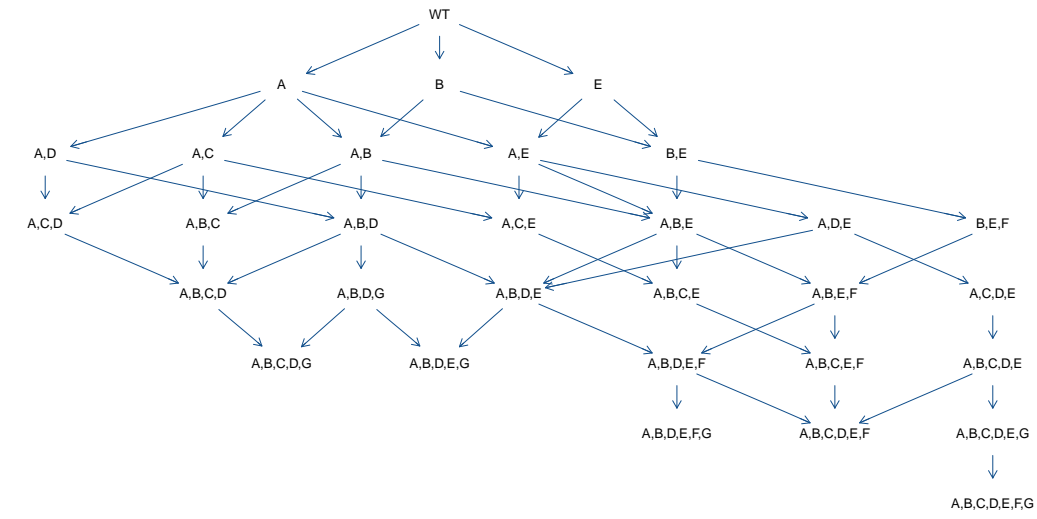 WT
A B E
A,D A,C A,B A,E B,E
A,C,D A,B,C A,B,D A,C,E A,B,E A,D,E B,E,F
A,B,C,D A,B,D,G A,B,D,E A,B,C,E A,B,E,F A,C,D,E
A,B,C,D,G A,B,D,E,G A,B,D,E,F A,B,C,E,F A,B,C,D,E
A,B,D,E,F,G A,B,C,D,E,F A,B,C,D,E,G
A,B,C,D,E,F,G